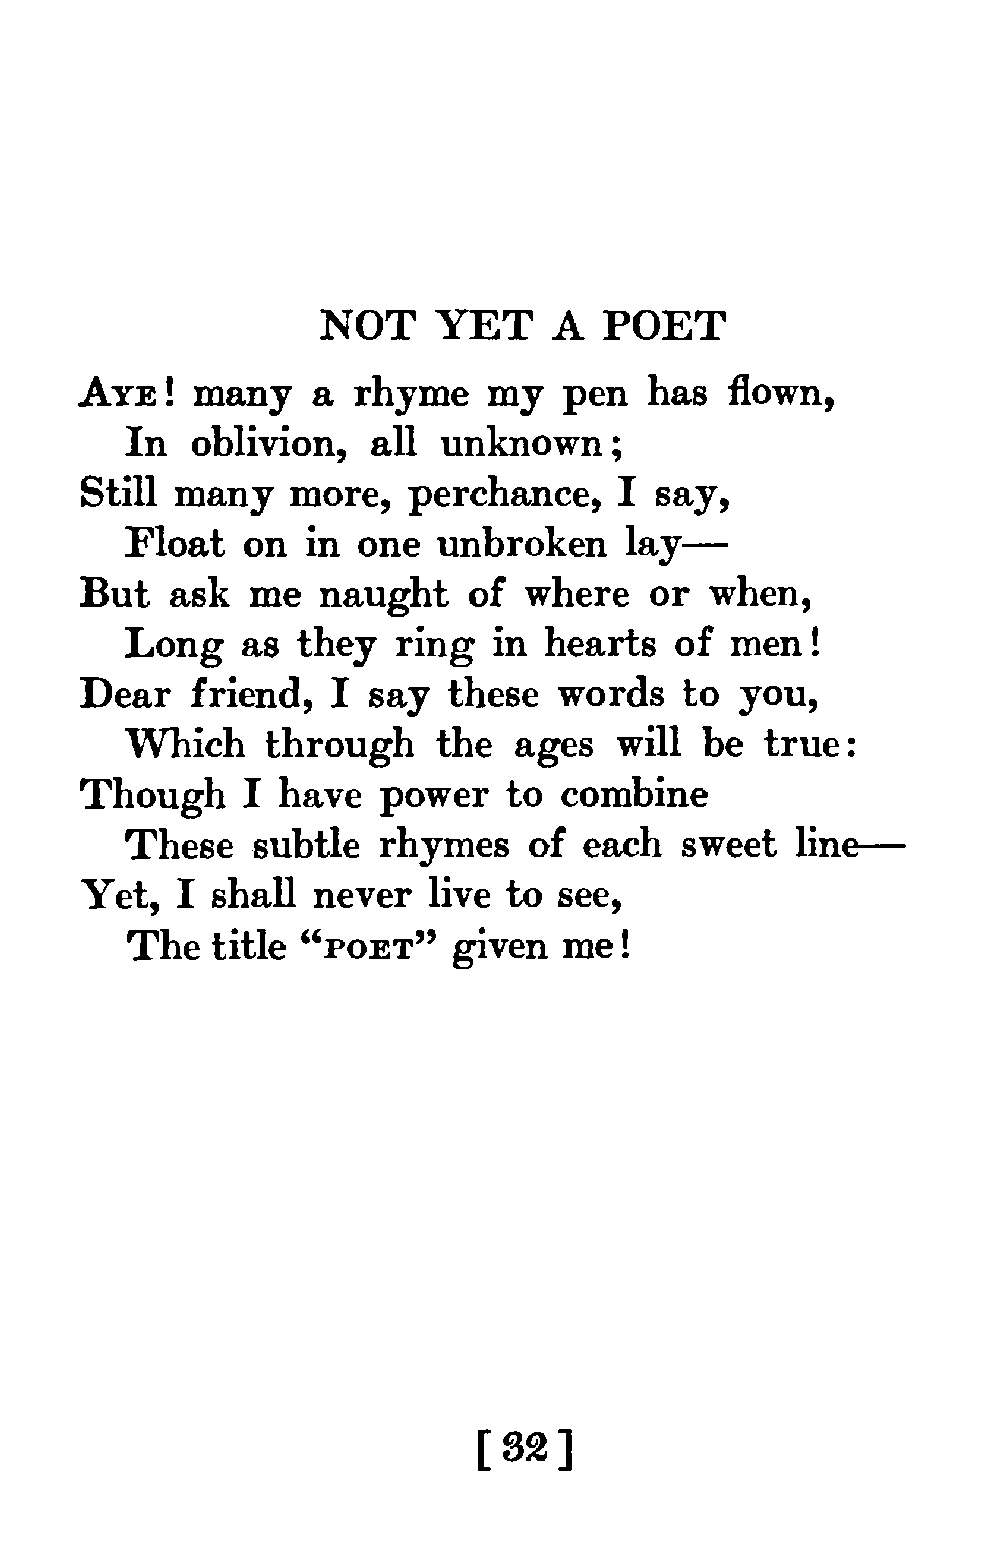 NOT YET A POET
AYE! many a rhyme my pen has flown,
In oblivion, all unknown;
Still many more, perchance, I say,
Float on in one unbroken lay—
But ask me naught of where or when,
Long as they ring in hearts of men!
Dear friend, I say these words to you,
Which through the ages will be true:
Though I have power to combine
These subtle rhymes of each sweet line—
Yet, I shall never live to see,
The title “POET” given me!
[ 32 ]